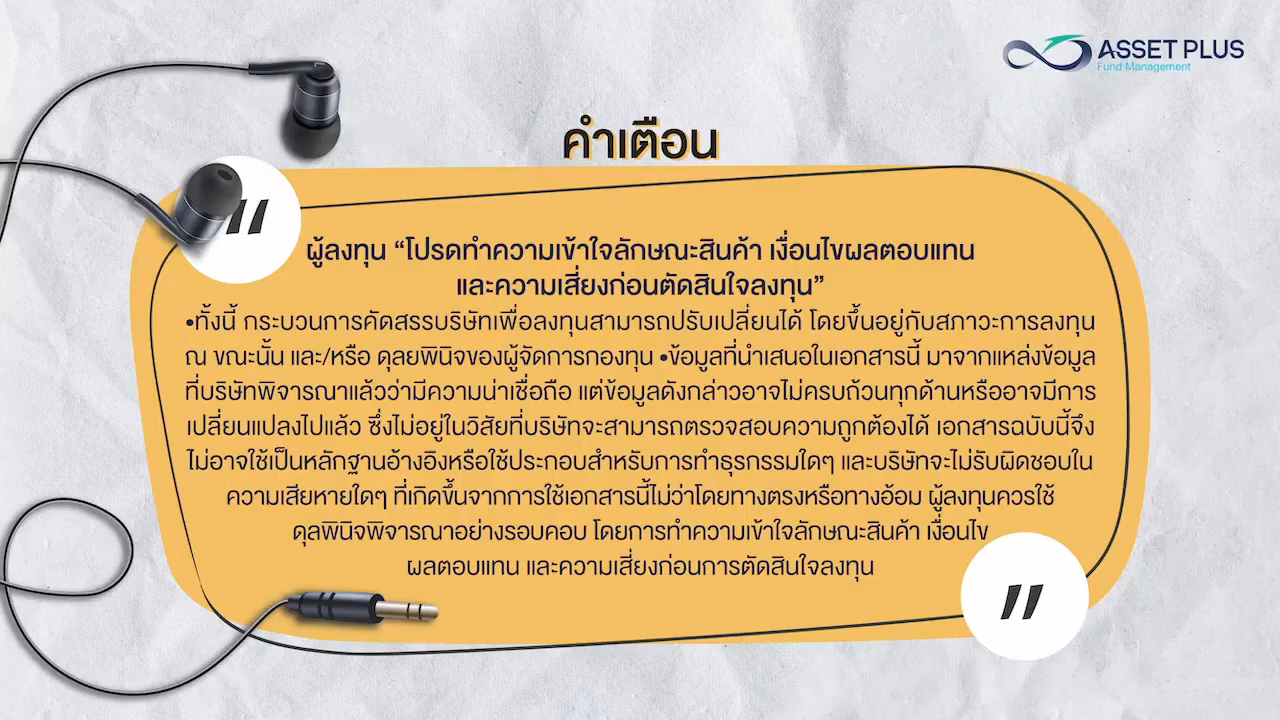 ASSET PLUS
Fund Management
คำเตือน
ผู้ลงทุน “โปรดทำความเข้าใจลักษณะสินค้า เงื่อนไขผลตอบแทน
และความเสี่ยงก่อนตัดสินใจลงทุน”
•ทั้งนี้ กระบวนการคัดสรรบริษัทเพื่อลงทุนสามารถปรับเปลี่ยนได้ โดยขึ้นอยู่กับสภาวะการลงทุน
ณ ขณะนั้น และ/หรือ ดุลยพินิจของผู้จัดการกองทุน •ข้อมูลที่นำเสนอในเอกสารนี้ มาจากแหล่งข้อมูล
ที่บริษัทพิจารณาแล้วว่ามีความน่าเชื่อถือ แต่ข้อมูลดังกล่าวอาจไม่ครบถ้วนทุกด้านหรืออาจมีการ
เปลี่ยนแปลงไปแล้ว ซึ่งไม่อยู่ในวิสัยที่บริษัทจะสามารถตรวจสอบความถูกต้องได้ เอกสารฉบับนี้จึง
ไม่อาจใช้เป็นหลักฐานอ้างอิงหรือใช้ประกอบสำหรับการทำธุรกรรมใดๆ และบริษัทจะไม่รับผิดชอบใน
ความเสียหายใดๆ ที่เกิดขึ้นจากการใช้เอกสารนี้ไม่ว่าโดยทางตรงหรือทางอ้อม ผู้ลงทุนควรใช้
ดุลพินิจพิจารณาอย่างรอบคอบ โดยการทำความเข้าใจลักษณะสินค้า เงื่อนไข
ผลตอบแทน และความเสี่ยงก่อนการตัดสินใจลงทุน